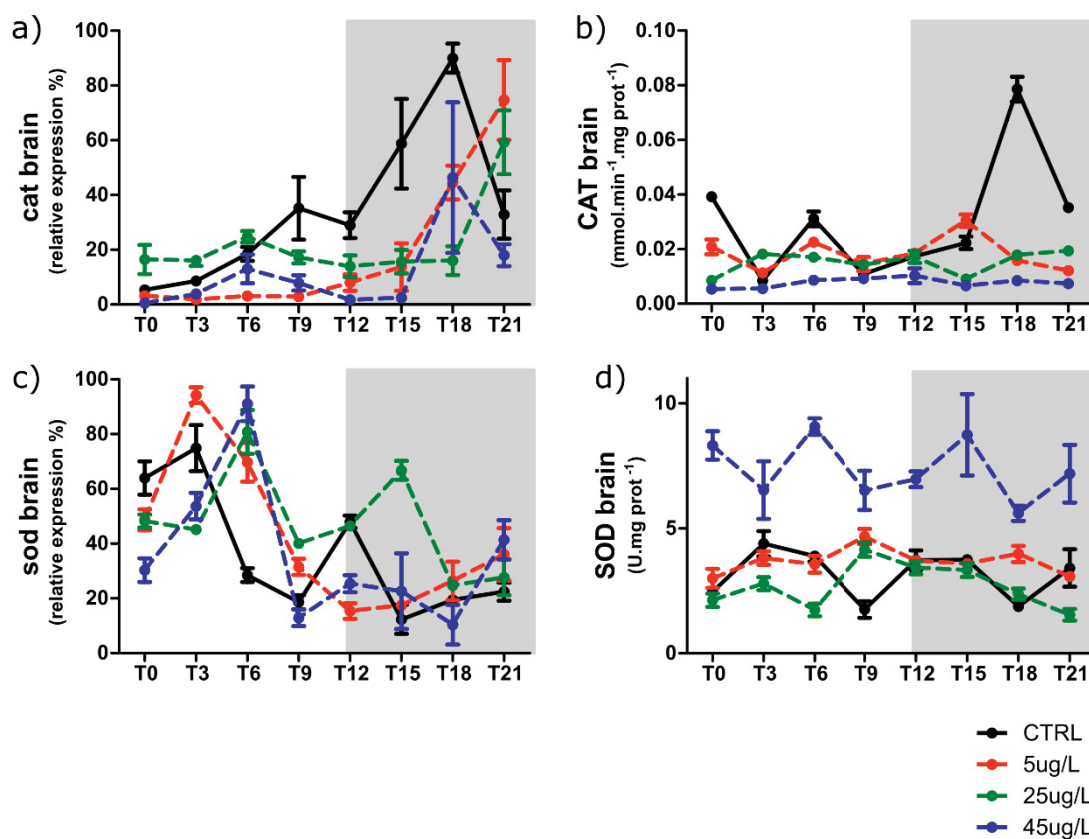 a)
cat brain
(relative expression %)
100
80
60
40
20
0
T0 T3 T6 T9 T12 T15 T18 T21
b)
CAT brain
(mmol.min⁻¹.mg prot⁻¹)
0.10
0.08
0.06
0.04
0.02
0.00
T0 T3 T6 T9 T12 T15 T18 T21
c)
sod brain
(relative expression %)
100
80
60
40
20
0
T0 T3 T6 T9 T12 T15 T18 T21
d)
SOD brain
(U.mg prot⁻¹)
10
5
0
T0 T3 T6 T9 T12 T15 T18 T21
CTRL
5ug/L
25ug/L
45ug/L